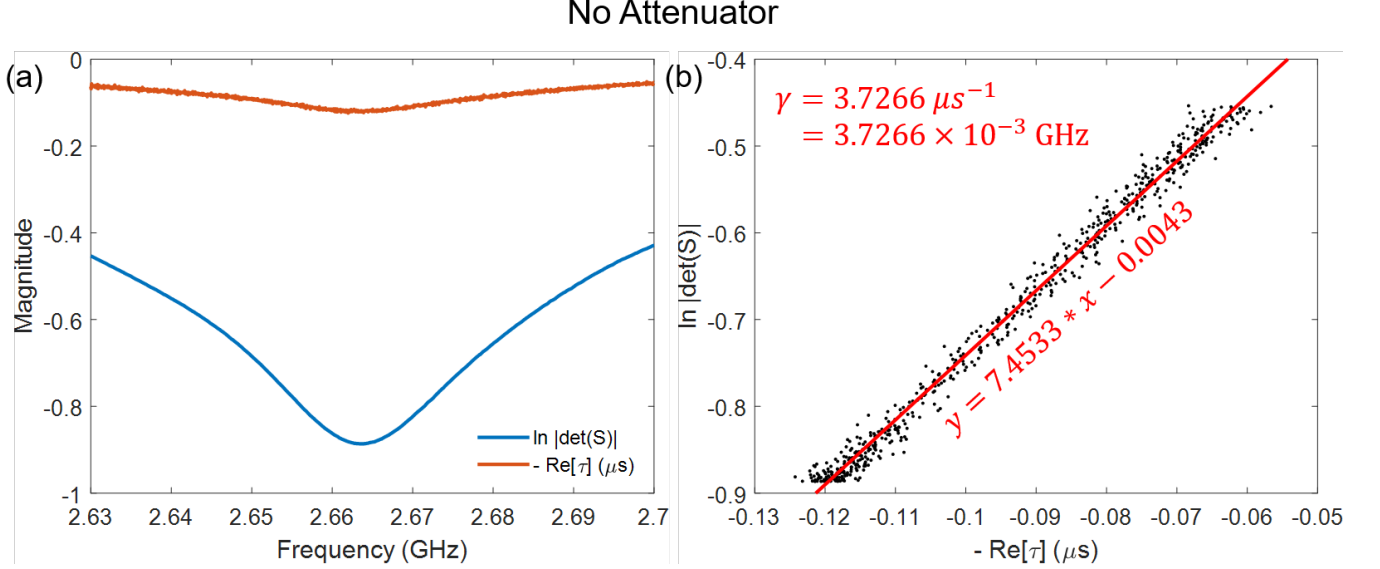 No Attenuator
(a)
0
-0.2
-0.4
-0.6
-0.8
-1
Magnitude
2.63 2.64 2.65 2.66 2.67 2.68 2.69 2.7
Frequency (GHz)
ln |det(S)|
- Re[τ] (μs)
(b)
-0.4
-0.5
-0.6
-0.7
-0.8
-0.9
ln |det(S)|
γ = 3.7266 μs⁻¹
= 3.7266 × 10⁻³ GHz
y = 7.4533 * x − 0.0043
-0.13 -0.12 -0.11 -0.1 -0.09 -0.08 -0.07 -0.06 -0.05
- Re[τ] (μs)